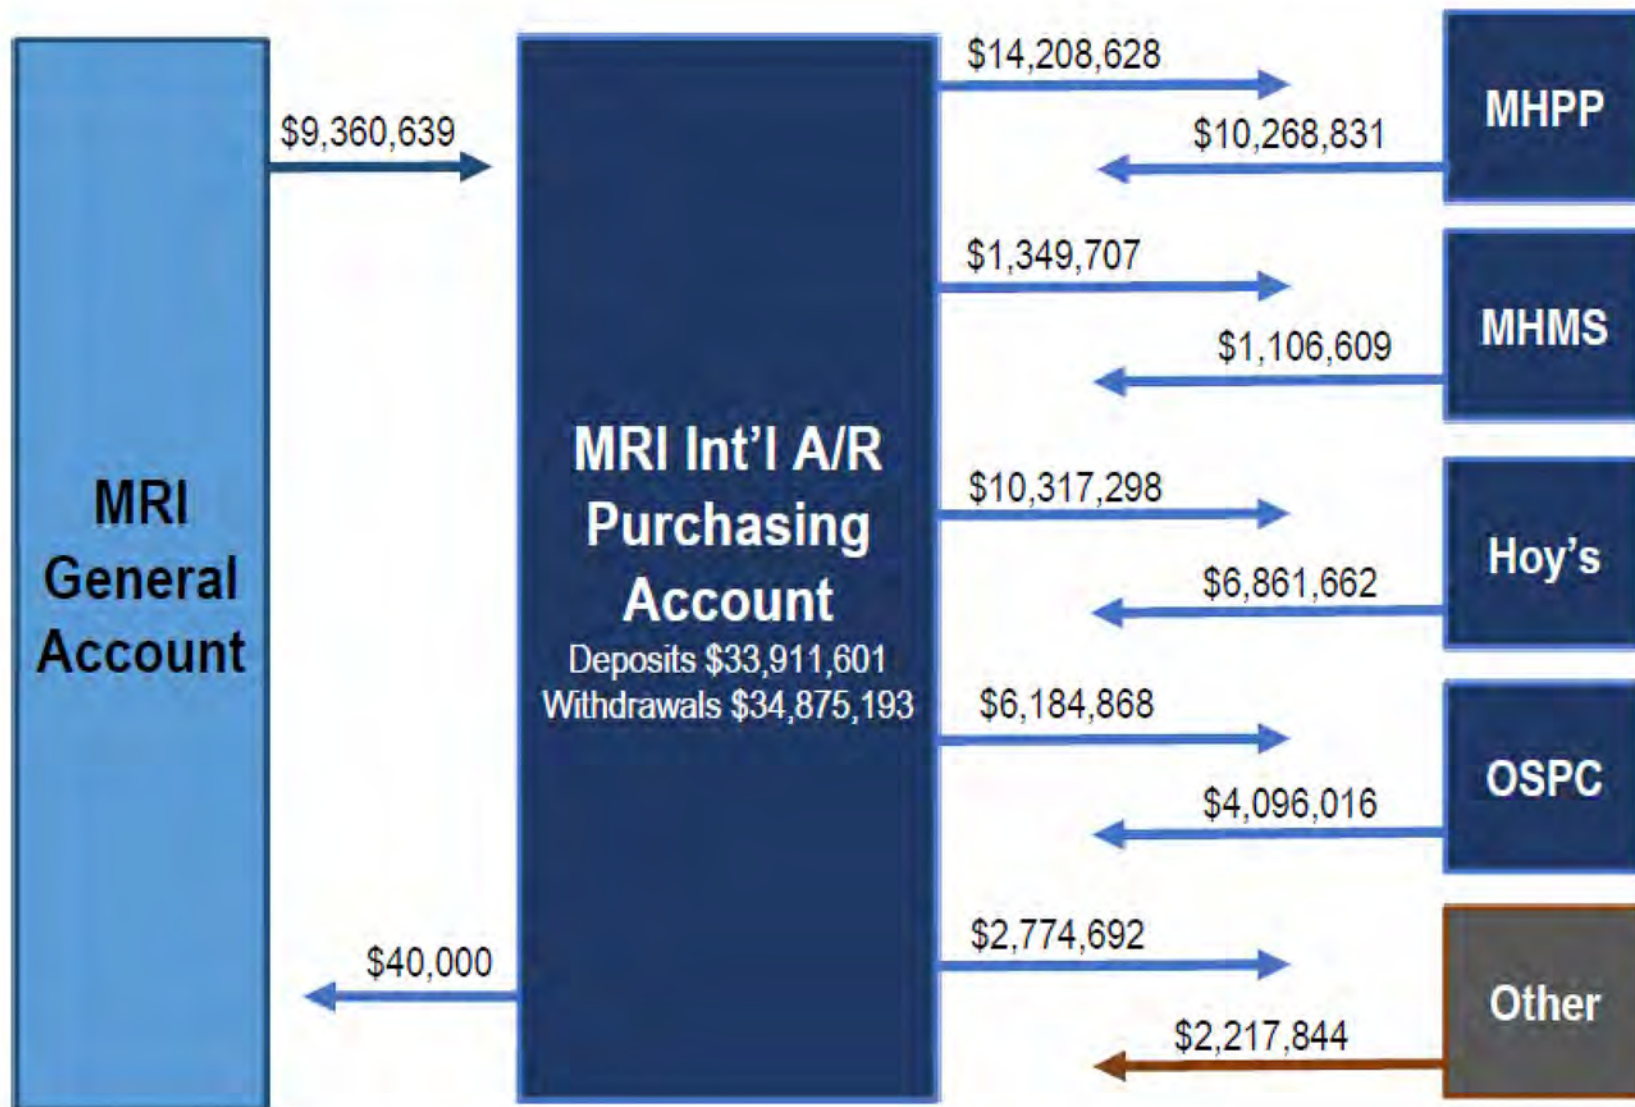 MRI
General
Account
$9,360,639
$40,000
MRI Int'l A/R
Purchasing
Account
Deposits $33,911,601
Withdrawals $34,875,193
$14,208,628
$10,268,831
MHPP
$1,349,707
$1,106,609
MHMS
$10,317,298
$6,861,662
Hoy's
$6,184,868
$4,096,016
OSPC
$2,774,692
$2,217,844
Other